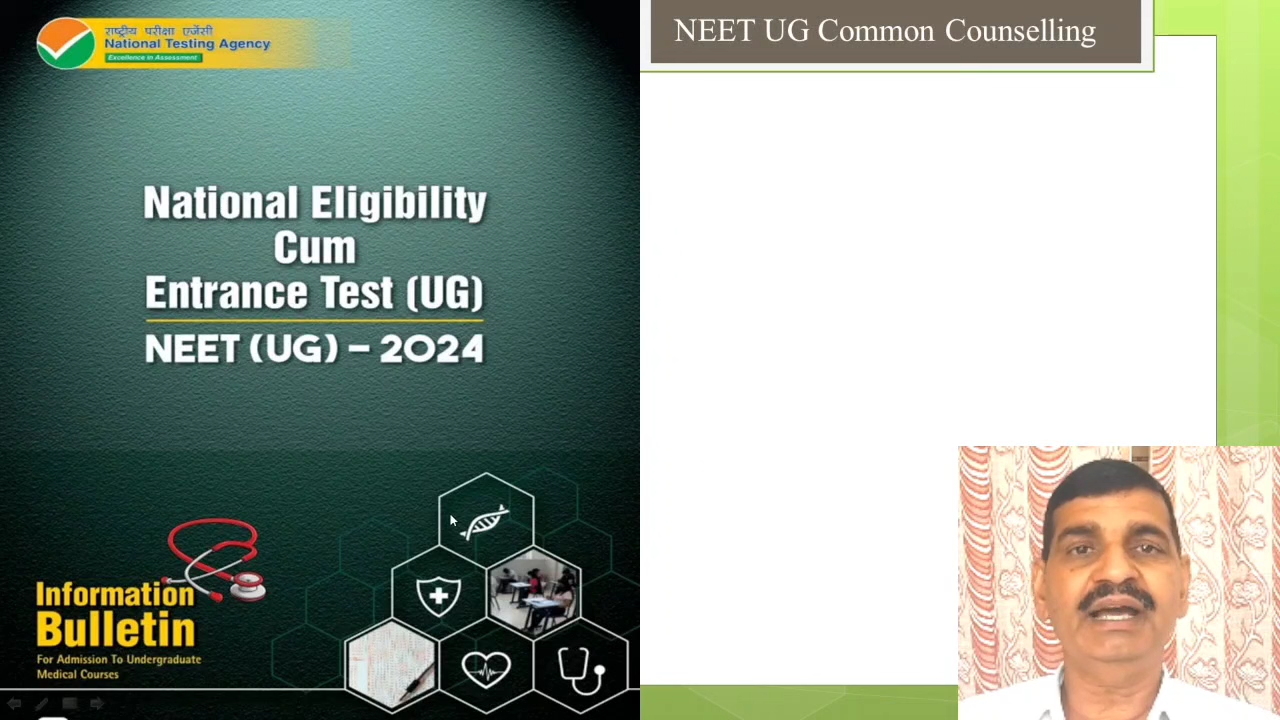 राष्ट्रीय परीक्षा एजेंसी
National Testing Agency
Excellence in Assessment
National Eligibility
Cum
Entrance Test (UG)
NEET (UG) – 2024
Information
Bulletin
For Admission To Undergraduate
Medical Courses
NEET UG Common Counselling